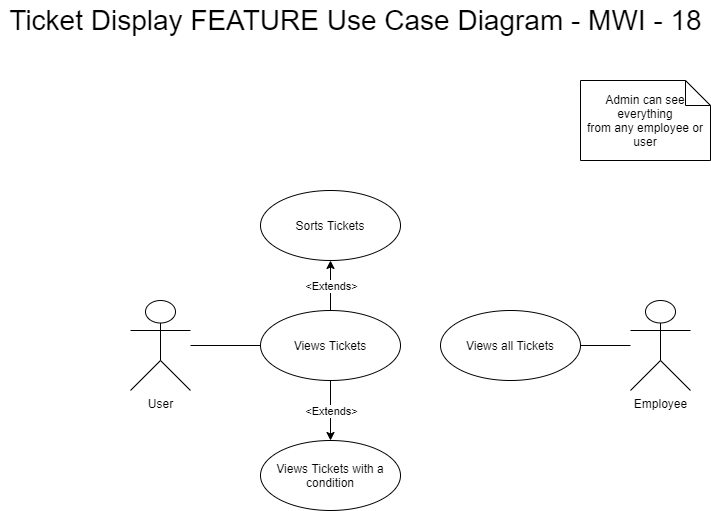 Ticket Display FEATURE Use Case Diagram - MWI - 18
Admin can see
everything
from any employee or
user
Sorts Tickets
<Extends>
Views Tickets
Views all Tickets
User
Employee
<Extends>
Views Tickets with a
condition